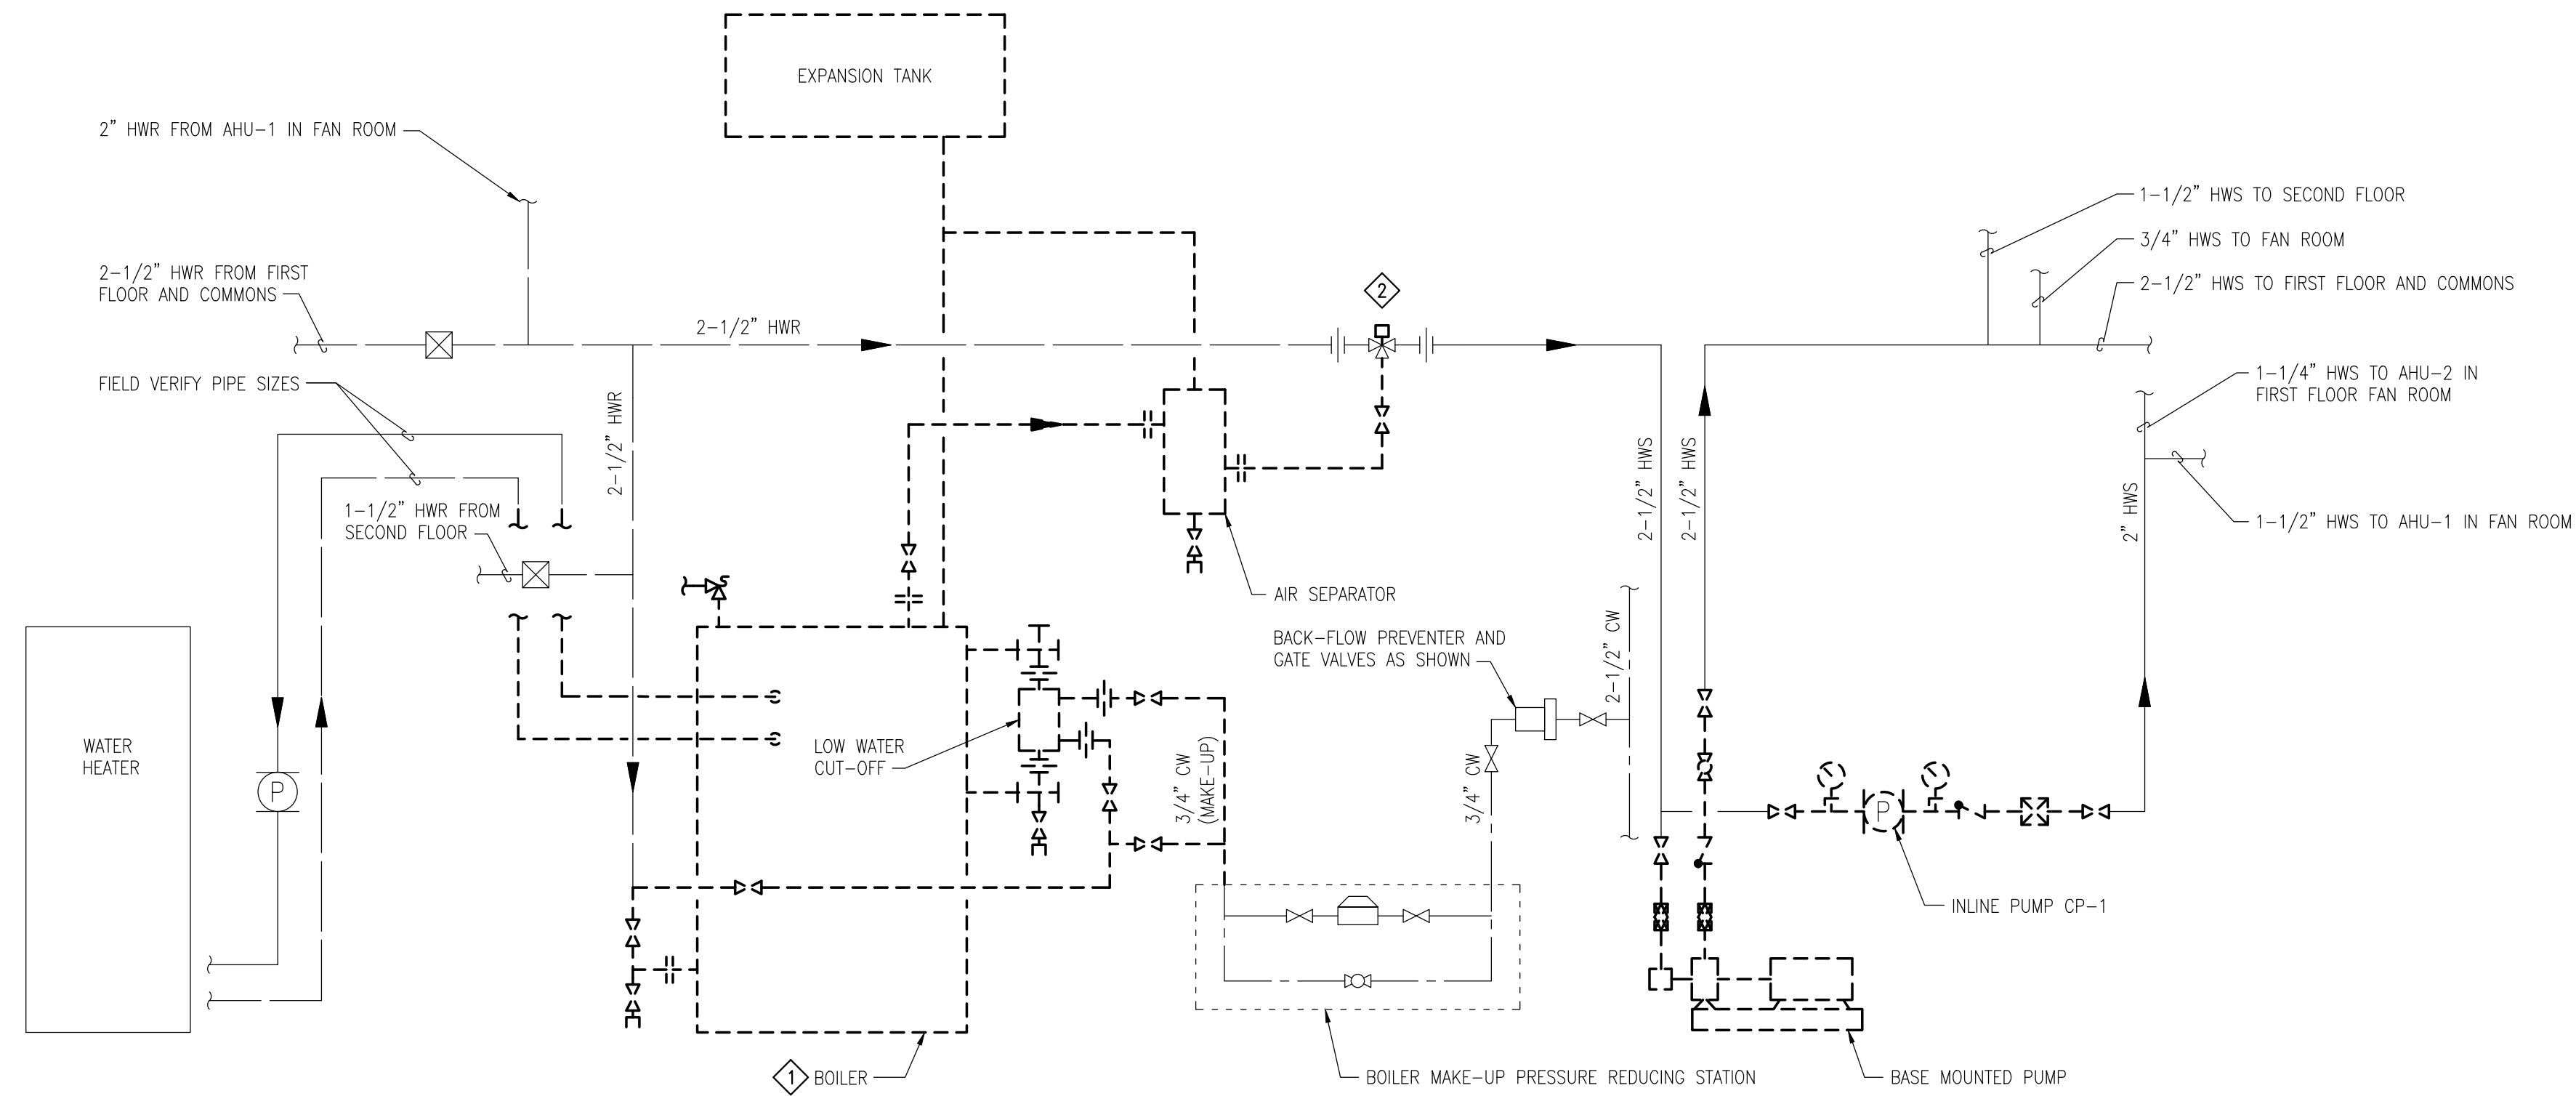 EXPANSION TANK
2" HWR FROM AHU-1 IN FAN ROOM
1-1/2" HWS TO SECOND FLOOR
3/4" HWS TO FAN ROOM
2-1/2" HWR FROM FIRST
FLOOR AND COMMONS
2-1/2" HWS TO FIRST FLOOR AND COMMONS
2
2-1/2" HWR
FIELD VERIFY PIPE SIZES
1-1/4" HWS TO AHU-2 IN
FIRST FLOOR FAN ROOM
2-1/2" HWR
2-1/2" HWS
2-1/2" HWS
2" HWS
1-1/2" HWR FROM
SECOND FLOOR
1-1/2" HWS TO AHU-1 IN FAN ROOM
AIR SEPARATOR
BACK-FLOW PREVENTER AND
GATE VALVES AS SHOWN
2-1/2" CW
WATER
HEATER
P
LOW WATER
CUT-OFF
3/4" CW
(MAKE-UP)
3/4" CW
P
INLINE PUMP CP-1
1
BOILER
BOILER MAKE-UP PRESSURE REDUCING STATION
BASE MOUNTED PUMP